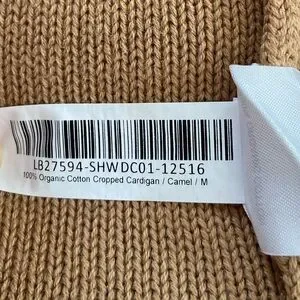 LB27594-SHWDC01-12516
100% Organic Cotton Cropped Cardigan / Camel / M